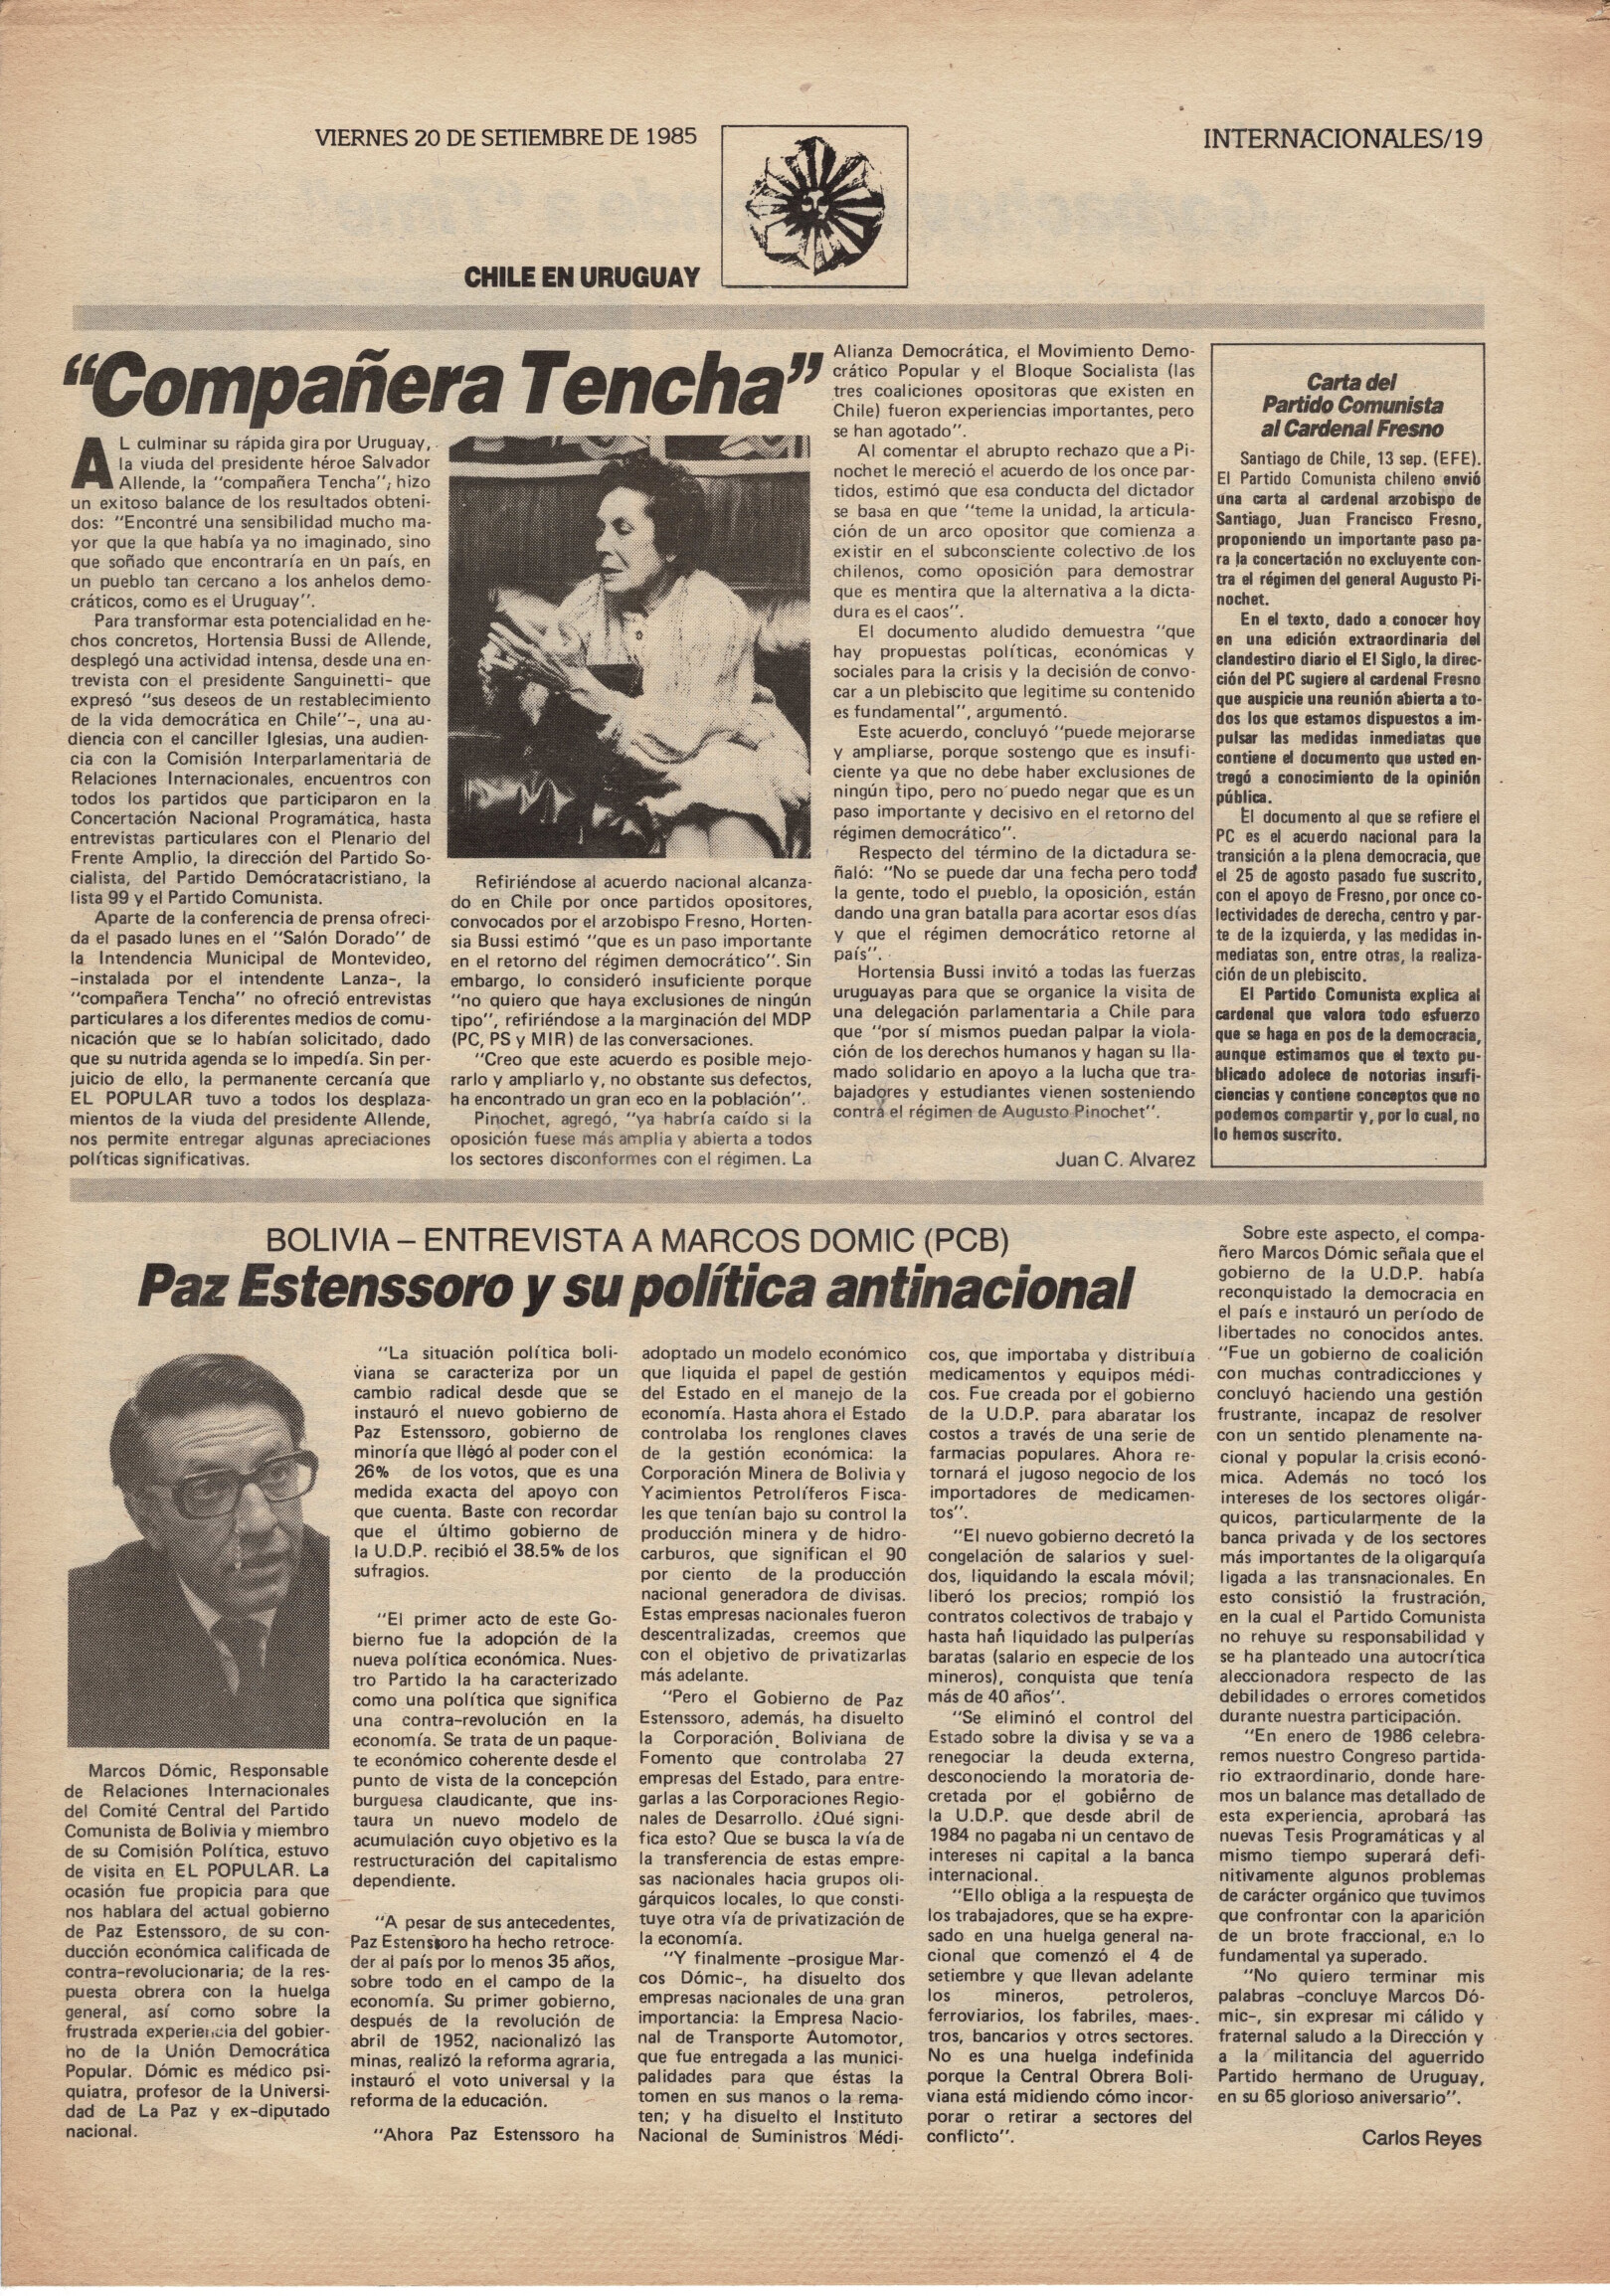 VIERNES 20 DE SETIEMBRE DE 1985
INTERNACIONALES/19
CHILE EN URUGUAY
“Compañera Tencha”
AL culminar su rápida gira por Uruguay,
la viuda del presidente héroe Salvador
Allende, la “compañera Tencha”, hizo
un exitoso balance de los resultados obteni-
dos: “Encontré una sensibilidad mucho ma-
yor que la que había ya no imaginado, sino
que soñado que encontraría en un país, en
un pueblo tan cercano a los anhelos demo-
cráticos, como es el Uruguay”.
Para transformar esta potencialidad en he-
chos concretos, Hortensia Bussi de Allende,
desplegó una actividad intensa, desde una en-
trevista con el presidente Sanguinetti- que
expresó “sus deseos de un restablecimiento
de la vida democrática en Chile”-, una au-
diencia con el canciller Iglesias, una audien-
cia con la Comisión Interparlamentaria de
Relaciones Internacionales, encuentros con
todos los partidos que participaron en la
Concertación Nacional Programática, hasta
entrevistas particulares con el Plenario del
Frente Amplio, la dirección del Partido So-
cialista, del Partido Demócratacristiano, la
lista 99 y el Partido Comunista.
Aparte de la conferencia de prensa ofreci-
da el pasado lunes en el “Salón Dorado” de
la Intendencia Municipal de Montevideo,
-instalada por el intendente Lanza-, la
“compañera Tencha” no ofreció entrevistas
particulares a los diferentes medios de comu-
nicación que se lo habían solicitado, dado
que su nutrida agenda se lo impedía. Sin per-
juicio de ello, la permanente cercanía que
EL POPULAR tuvo a todos los desplaza-
mientos de la viuda del presidente Allende,
nos permite entregar algunas apreciaciones
políticas significativas.
Refiriéndose al acuerdo nacional alcanza-
do en Chile por once partidos opositores,
convocados por el arzobispo Fresno, Horten-
sia Bussi estimó “que es un paso importante
en el retorno del régimen democrático”. Sin
embargo, lo consideró insuficiente porque
“no quiero que haya exclusiones de ningún
tipo”, refiriéndose a la marginación del MDP
(PC, PS y MIR) de las conversaciones.
“Creo que este acuerdo es posible mejo-
rarlo y ampliarlo y, no obstante sus defectos,
ha encontrado un gran eco en la población”.
Pinochet, agregó, “ya habría caído si la
oposición fuese más amplia y abierta a todos
los sectores disconformes con el régimen. La
Alianza Democrática, el Movimiento Demo-
crático Popular y el Bloque Socialista (las
tres coaliciones opositoras que existen en
Chile) fueron experiencias importantes, pero
se han agotado”.
Al comentar el abrupto rechazo que a Pi-
nochet le mereció el acuerdo de los once par-
tidos, estimó que esa conducta del dictador
se basa en que “teme la unidad, la articula-
ción de un arco opositor que comienza a
existir en el subconsciente colectivo de los
chilenos, como oposición para demostrar
que es mentira que la alternativa a la dicta-
dura es el caos”.
El documento aludido demuestra “que
hay propuestas políticas, económicas y
sociales para la crisis y la decisión de convo-
car a un plebiscito que legitime su contenido
es fundamental”, argumentó.
Este acuerdo, concluyó “puede mejorarse
y ampliarse, porque sostengo que es insufi-
ciente ya que no debe haber exclusiones de
ningún tipo, pero no puedo negar que es un
paso importante y decisivo en el retorno del
régimen democrático”.
Respecto del término de la dictadura se-
ñaló: “No se puede dar una fecha pero toda
la gente, todo el pueblo, la oposición, están
dando una gran batalla para acortar esos días
y que el régimen democrático retorne al
país”.
Hortensia Bussi invitó a todas las fuerzas
uruguayas para que se organice la visita de
una delegación parlamentaria a Chile para
que “por sí mismos puedan palpar la viola-
ción de los derechos humanos y hagan su lla-
mado solidario en apoyo a la lucha que tra-
bajadores y estudiantes vienen sosteniendo
contra el régimen de Augusto Pinochet”.
Juan C. Alvarez
Carta del
Partido Comunista
al Cardenal Fresno
Santiago de Chile, 13 sep. (EFE).
El Partido Comunista chileno envió
una carta al cardenal arzobispo de
Santiago, Juan Francisco Fresno,
proponiendo un importante paso pa-
ra la concertación no excluyente con-
tra el régimen del general Augusto Pi-
nochet.
En el texto, dado a conocer hoy
en una edición extraordinaria del
clandestiro diario el El Siglo, la direc-
ción del PC sugiere al cardenal Fresno
que auspicie una reunión abierta a to-
dos los que estamos dispuestos a im-
pulsar las medidas inmediatas que
contiene el documento que usted en-
tregó a conocimiento de la opinión
pública.
El documento al que se refiere el
PC es el acuerdo nacional para la
transición a la plena democracia, que
el 25 de agosto pasado fue suscrito,
con el apoyo de Fresno, por once co-
lectividades de derecha, centro y par-
te de la izquierda, y las medidas in-
mediatas son, entre otras, la realiza-
ción de un plebiscito.
El Partido Comunista explica al
cardenal que valora todo esfuerzo
que se haga en pos de la democracia,
aunque estimamos que el texto pu-
blicado adolece de notorias insufi-
ciencias y contiene conceptos que no
podemos compartir y, por lo cual, no
lo hemos suscrito.
BOLIVIA – ENTREVISTA A MARCOS DOMIC (PCB)
Paz Estenssoro y su política antinacional
Marcos Dómic, Responsable
de Relaciones Internacionales
del Comité Central del Partido
Comunista de Bolivia y miembro
de su Comisión Política, estuvo
de visita en EL POPULAR. La
ocasión fue propicia para que
nos hablara del actual gobierno
de Paz Estenssoro, de su con-
ducción económica calificada de
contra-revolucionaria; de la res-
puesta obrera con la huelga
general, así como sobre la
frustrada experiencia del gobier-
no de la Unión Democrática
Popular. Dómic es médico psi-
quiatra, profesor de la Universi-
dad de La Paz y ex-diputado
nacional.
“La situación política boli-
viana se caracteriza por un
cambio radical desde que se
instauró el nuevo gobierno de
Paz Estenssoro, gobierno de
minoría que llegó al poder con el
26% de los votos, que es una
medida exacta del apoyo con
que cuenta. Baste con recordar
que el último gobierno de
la U.D.P. recibió el 38.5% de los
sufragios.
“El primer acto de este Go-
bierno fue la adopción de la
nueva política económica. Nues-
tro Partido la ha caracterizado
como una política que significa
una contra-revolución en la
economía. Se trata de un paque-
te económico coherente desde el
punto de vista de la concepción
burguesa claudicante, que ins-
taura un nuevo modelo de
acumulación cuyo objetivo es la
restructuración del capitalismo
dependiente.
“A pesar de sus antecedentes,
Paz Estenssoro ha hecho retroce-
der al país por lo menos 35 años,
sobre todo en el campo de la
economía. Su primer gobierno,
después de la revolución de
abril de 1952, nacionalizó las
minas, realizó la reforma agraria,
instauró el voto universal y la
reforma de la educación.
“Ahora Paz Estenssoro ha
adoptado un modelo económico
que liquida el papel de gestión
del Estado en el manejo de la
economía. Hasta ahora el Estado
controlaba los renglones claves
de la gestión económica: la
Corporación Minera de Bolivia y
Yacimientos Petrolíferos Fisca-
les que tenían bajo su control la
producción minera y de hidro-
carburos, que significan el 90
por ciento de la producción
nacional generadora de divisas.
Estas empresas nacionales fueron
descentralizadas, creemos que
con el objetivo de privatizarlas
más adelante.
“Pero el Gobierno de Paz
Estenssoro, además, ha disuelto
la Corporación Boliviana de
Fomento que controlaba 27
empresas del Estado, para entre-
garlas a las Corporaciones Regio-
nales de Desarrollo. ¿Qué signi-
fica esto? Que se busca la vía de
la transferencia de estas empre-
sas nacionales hacia grupos oli-
gárquicos locales, lo que consti-
tuye otra vía de privatización de
la economía.
“Y finalmente –prosigue Mar-
cos Dómic–, ha disuelto dos
empresas nacionales de una gran
importancia: la Empresa Nacio-
nal de Transporte Automotor,
que fue entregada a las munici-
palidades para que éstas la
tomen en sus manos o la rema-
ten; y ha disuelto el Instituto
Nacional de Suministros Médi-
cos, que importaba y distribuía
medicamentos y equipos médi-
cos. Fue creada por el gobierno
de la U.D.P. para abaratar los
costos a través de una serie de
farmacias populares. Ahora re-
tornará el jugoso negocio de los
importadores de medicamen-
tos”.
“El nuevo gobierno decretó la
congelación de salarios y suel-
dos, liquidando la escala móvil;
liberó los precios; rompió los
contratos colectivos de trabajo y
hasta han liquidado las pulperías
baratas (salario en especie de los
mineros), conquista que tenía
más de 40 años”.
“Se eliminó el control del
Estado sobre la divisa y se va a
renegociar la deuda externa,
desconociendo la moratoria de-
cretada por el gobierno de
la U.D.P. que desde abril de
1984 no pagaba ni un centavo de
intereses ni capital a la banca
internacional.
“Ello obliga a la respuesta de
los trabajadores, que se ha expre-
sado en una huelga general na-
cional que comenzó el 4 de
setiembre y que llevan adelante
los mineros, petroleros,
ferroviarios, los fabriles, maes-
tros, bancarios y otros sectores.
No es una huelga indefinida
porque la Central Obrera Boli-
viana está midiendo cómo incor-
porar o retirar a sectores del
conflicto”.
Sobre este aspecto, el compa-
ñero Marcos Dómic señala que el
gobierno de la U.D.P. había
reconquistado la democracia en
el país e instauró un período de
libertades no conocidos antes.
“Fue un gobierno de coalición
con muchas contradicciones y
concluyó haciendo una gestión
frustrante, incapaz de resolver
con un sentido plenamente na-
cional y popular la crisis econó-
mica. Además no tocó los
intereses de los sectores oligár-
quicos, particularmente de la
banca privada y de los sectores
más importantes de la oligarquía
ligada a las transnacionales. En
esto consistió la frustración,
en la cual el Partido Comunista
no rehuye su responsabilidad y
se ha planteado una autocrítica
aleccionadora respecto de las
debilidades o errores cometidos
durante nuestra participación.
“En enero de 1986 celebra-
remos nuestro Congreso partida-
rio extraordinario, donde hare-
mos un balance mas detallado de
esta experiencia, aprobará las
nuevas Tesis Programáticas y al
mismo tiempo superará defi-
nitivamente algunos problemas
de carácter orgánico que tuvimos
que confrontar con la aparición
de un brote fraccional, en lo
fundamental ya superado.
“No quiero terminar mis
palabras –concluye Marcos Dó-
mic–, sin expresar mi cálido y
fraternal saludo a la Dirección y
a la militancia del aguerrido
Partido hermano de Uruguay,
en su 65 glorioso aniversario”.
Carlos Reyes